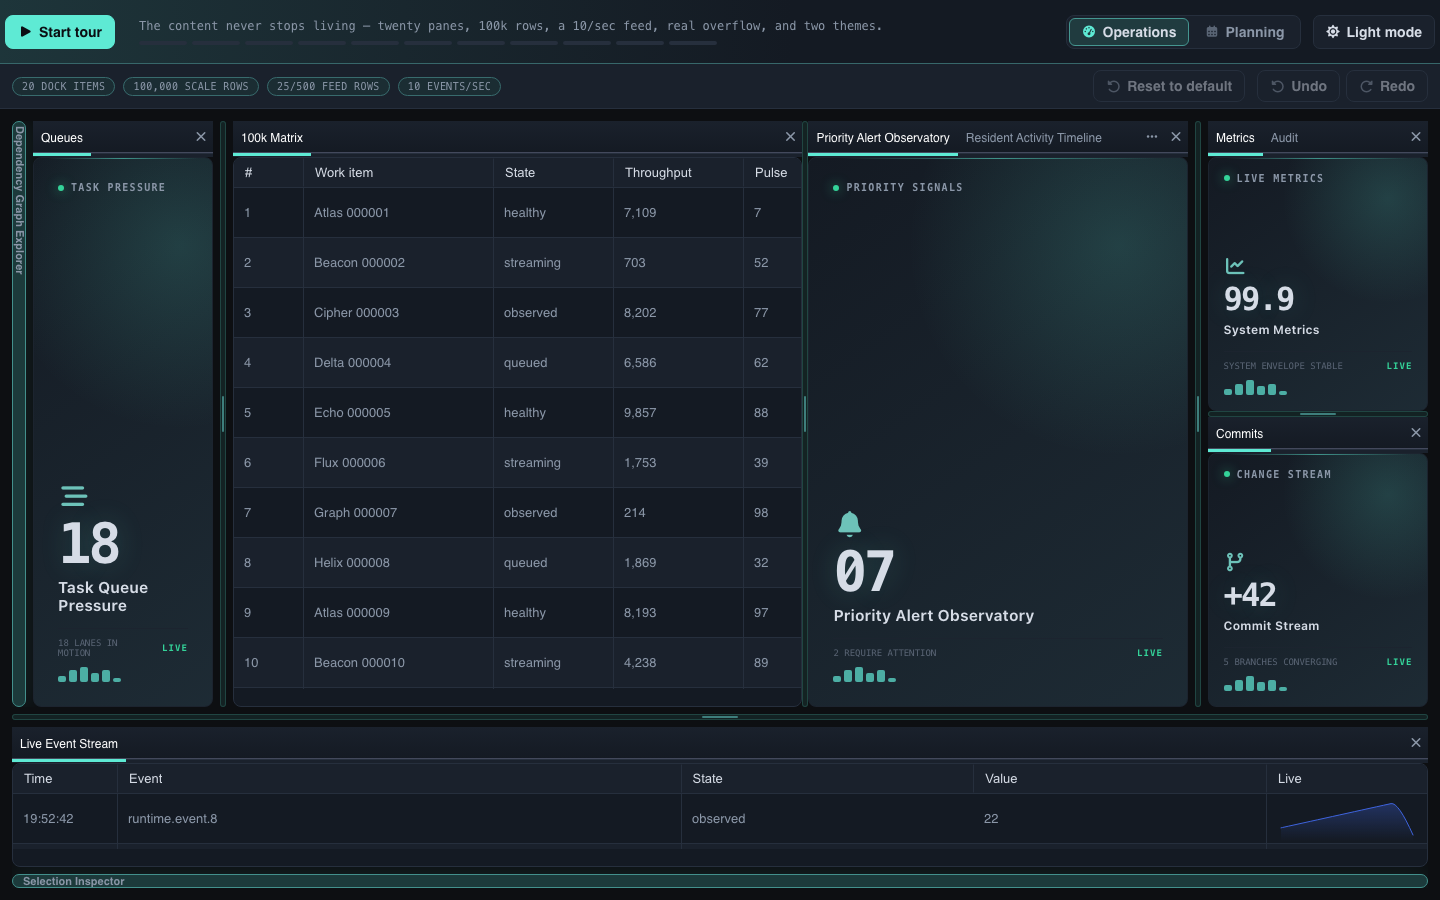 Start tour
The content never stops living — twenty panes, 100k rows, a 10/sec feed, real overflow, and two themes.
Operations
Planning
Light mode
20 DOCK ITEMS
100,000 SCALE ROWS
25/500 FEED ROWS
10 EVENTS/SEC
Reset to default
Undo
Redo
Dependency Graph Explorer
Queues
TASK PRESSURE
18
Task Queue
Pressure
18 LANES IN
MOTION
LIVE
100k Matrix
# Work item State Throughput Pulse
1 Atlas 000001 healthy 7,109 7
2 Beacon 000002 streaming 703 52
3 Cipher 000003 observed 8,202 77
4 Delta 000004 queued 6,586 62
5 Echo 000005 healthy 9,857 88
6 Flux 000006 streaming 1,753 39
7 Graph 000007 observed 214 98
8 Helix 000008 queued 1,869 32
9 Atlas 000009 healthy 8,193 97
10 Beacon 000010 streaming 4,238 89
Priority Alert Observatory
Resident Activity Timeline
PRIORITY SIGNALS
07
Priority Alert Observatory
2 REQUIRE ATTENTION
LIVE
Metrics
Audit
LIVE METRICS
99.9
System Metrics
SYSTEM ENVELOPE STABLE
LIVE
Commits
CHANGE STREAM
+42
Commit Stream
5 BRANCHES CONVERGING
LIVE
Live Event Stream
Time Event State Value Live
19:52:42 runtime.event.8 observed 22
Selection Inspector